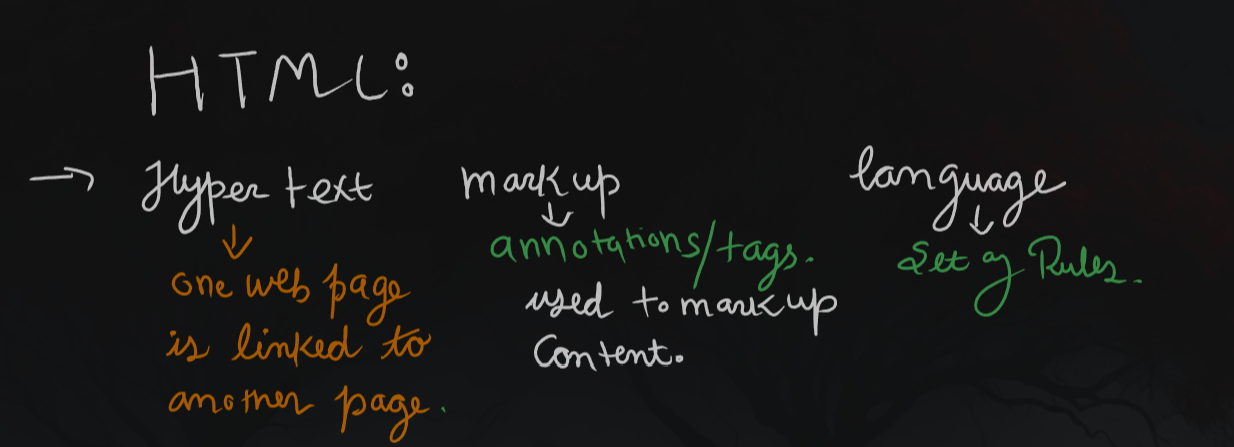 HTML:
→ Hyper text markup language
↓ ↓ ↓
one web page
is linked to
another page.
annotations/tags.
used to markup
Content.
Set of Rules.